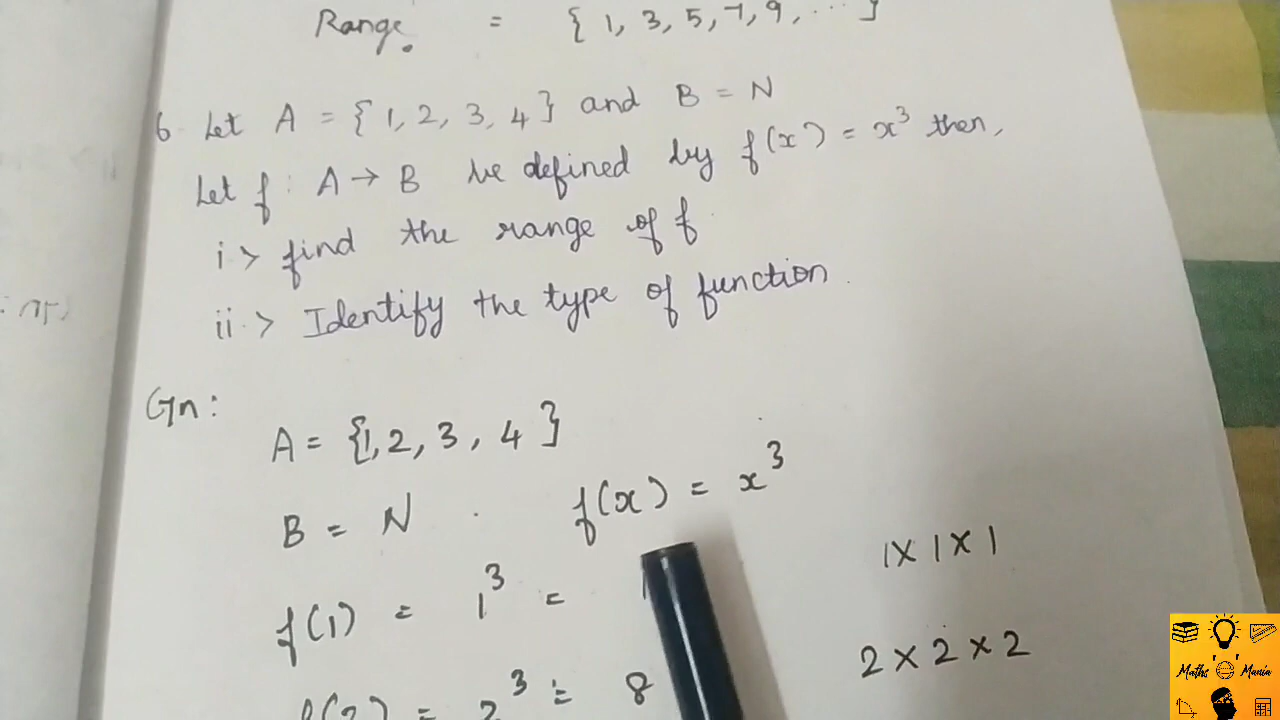 Range = { 1, 3, 5, 7, 9, ... }
6. Let A = { 1, 2, 3, 4 } and B = N
Let f : A → B be defined by f(x) = x³ then,
i > find the range of f.
ii > Identify the type of function.
Gn:
A = {1, 2, 3, 4 }
B = N . f(x) = x³
f(1) = 1³ = 1 1 X 1 X 1
f(2) = 2³ = 8 2 X 2 X 2
Maths Mania